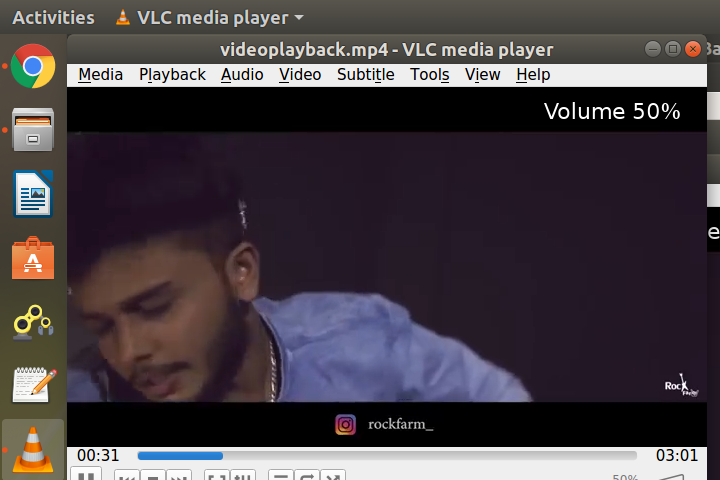 Activities VLC media player
videoplayback.mp4 - VLC media player
Media Playback Audio Video Subtitle Tools View Help
Volume 50%
Rock
rockfarm_
00:31 03:01
50%